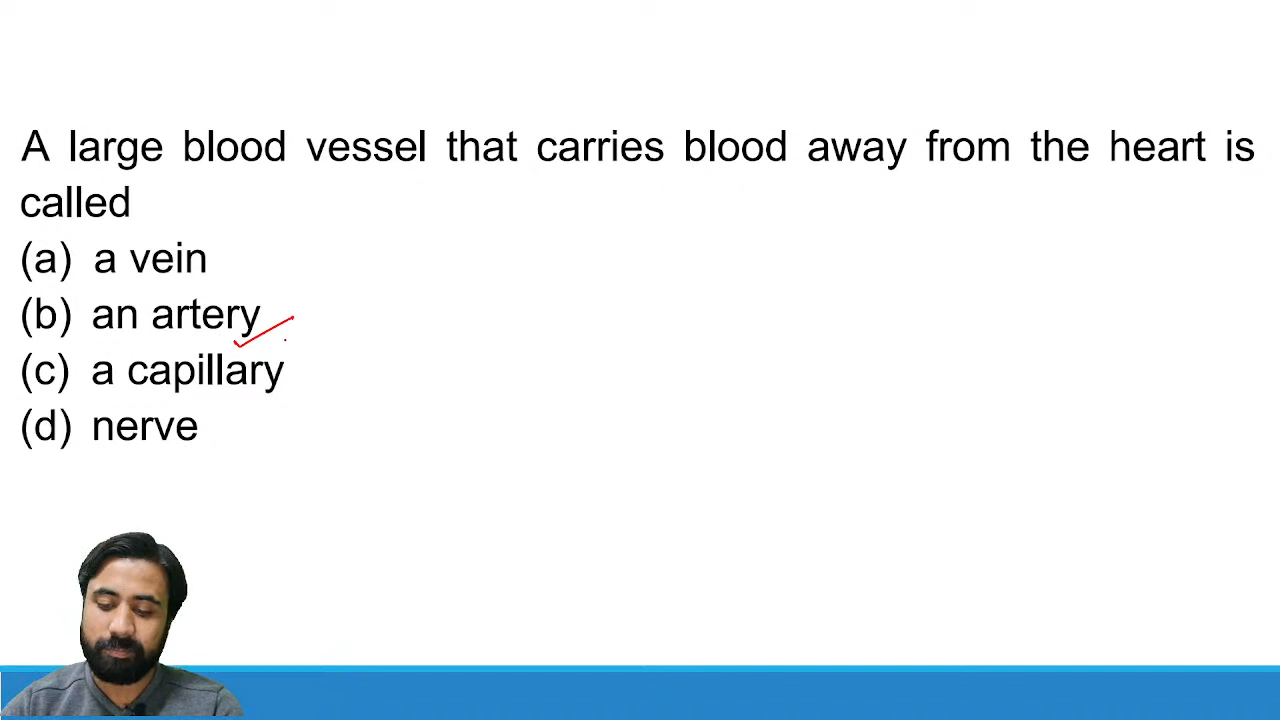 A large blood vessel that carries blood away from the heart is
called
(a) a vein
(b) an artery
(c) a capillary
(d) nerve